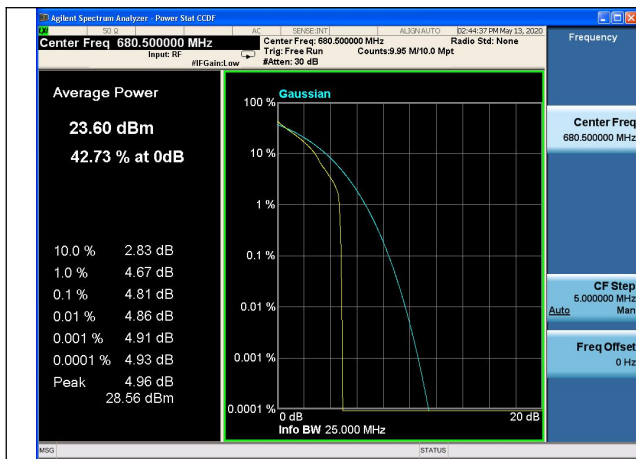 Agilent Spectrum Analyzer - Power Stat CCDF
50 Ω AC SENSE:INT ALIGN AUTO 02:44:37 PM May 13, 2020
Center Freq 680.500000 MHz
Input: RF
#IFGain:Low
Center Freq: 680.500000 MHz
Trig: Free Run
Counts:9.95 M/10.0 Mpt
#Atten: 30 dB
Radio Std: None
Frequency
Average Power
23.60 dBm
42.73 % at 0dB
10.0 % 2.83 dB
1.0 % 4.67 dB
0.1 % 4.81 dB
0.01 % 4.86 dB
0.001 % 4.91 dB
0.0001 % 4.93 dB
Peak 4.96 dB
28.56 dBm
Gaussian
100 %
10 %
1 %
0.1 %
0.01 %
0.001 %
0.0001 %
0 dB
20 dB
Info BW 25.000 MHz
Center Freq
680.500000 MHz
CF Step
5.000000 MHz
Auto Man
Freq Offset
0 Hz
MSG
STATUS